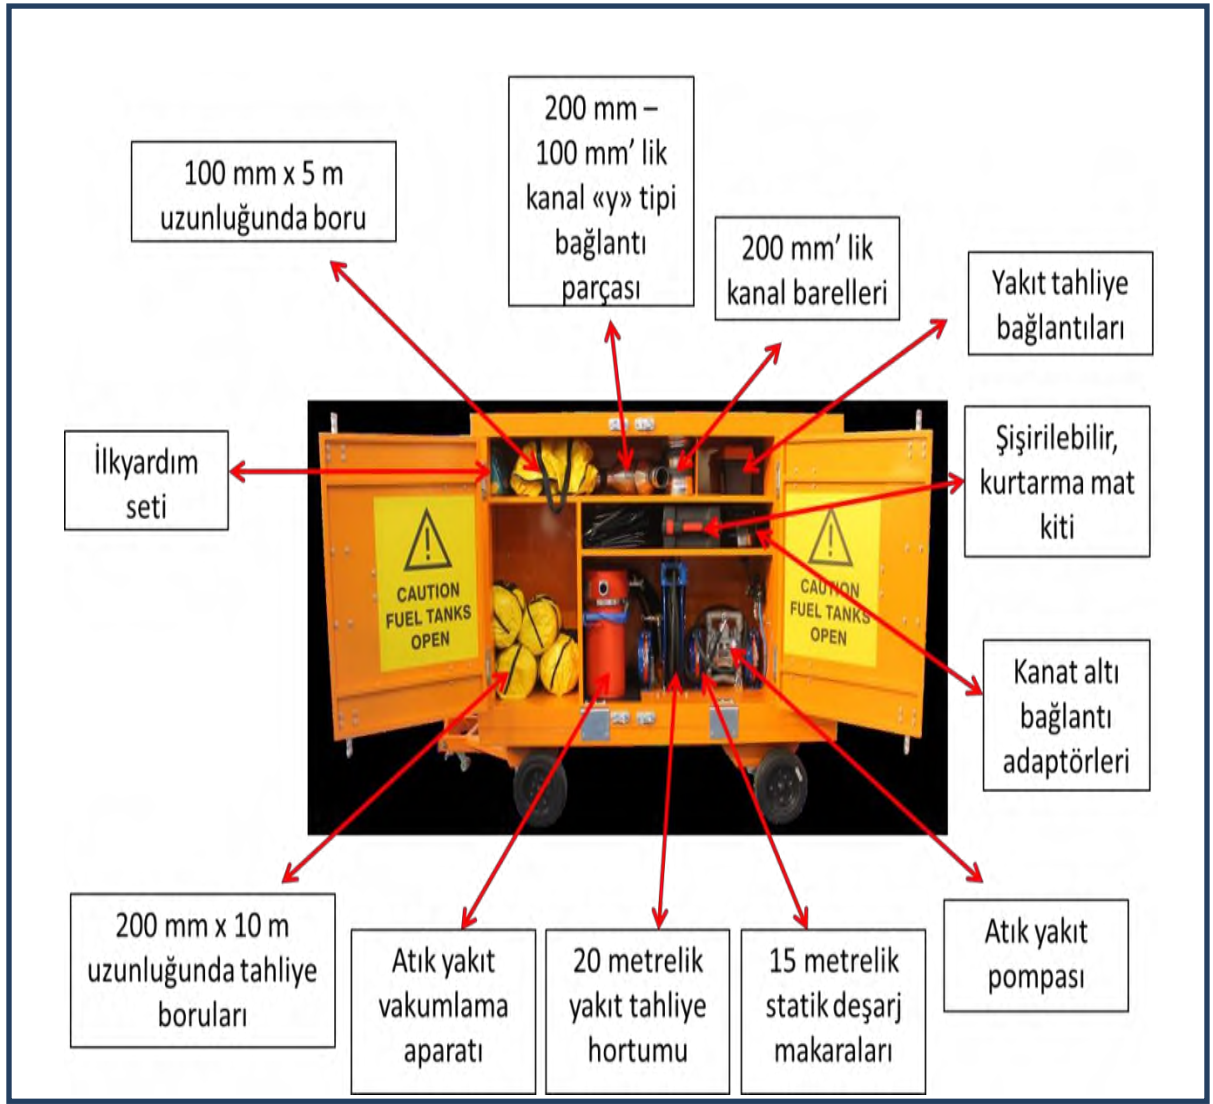 200 mm –
100 mm’ lik
kanal «y» tipi
bağlantı
parçası
100 mm x 5 m
uzunluğunda boru
200 mm’ lik
kanal barelleri
Yakıt tahliye
bağlantıları
İlkyardım
seti
Şişirilebilir,
kurtarma mat
kiti
CAUTION
FUEL TANKS
OPEN
CAUTION
FUEL TANKS
OPEN
Kanat altı
bağlantı
adaptörleri
200 mm x 10 m
uzunluğunda tahliye
boruları
Atık yakıt
vakumlama
aparatı
20 metrelik
yakıt tahliye
hortumu
15 metrelik
statik deşarj
makaraları
Atık yakıt
pompası